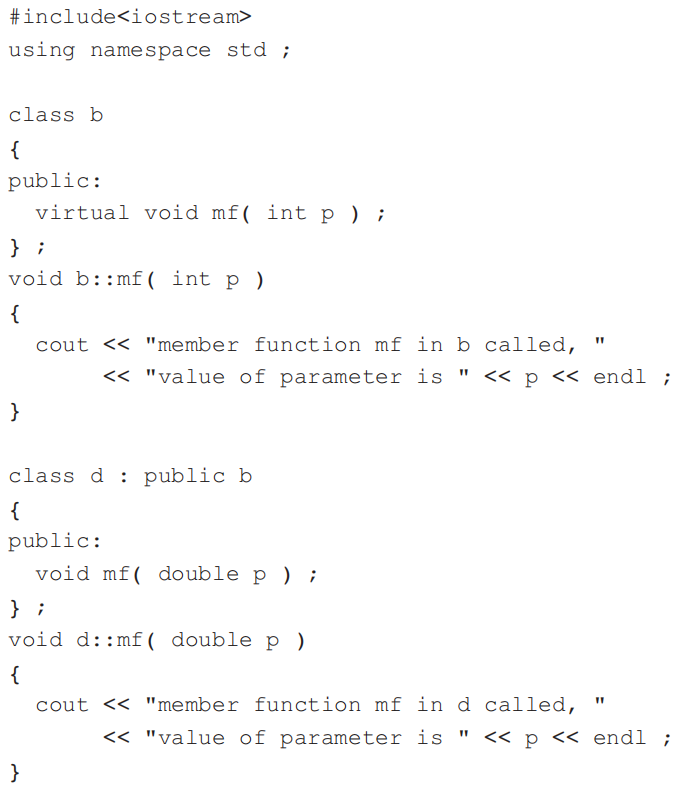 #include<iostream>
using namespace std ;

class b
{
public:
  virtual void mf( int p ) ;
} ;
void b::mf( int p )
{
  cout << "member function mf in b called, "
       << "value of parameter is " << p << endl ;
}

class d : public b
{
public:
  void mf( double p ) ;
} ;
void d::mf( double p )
{
  cout << "member function mf in d called, "
       << "value of parameter is " << p << endl ;
}